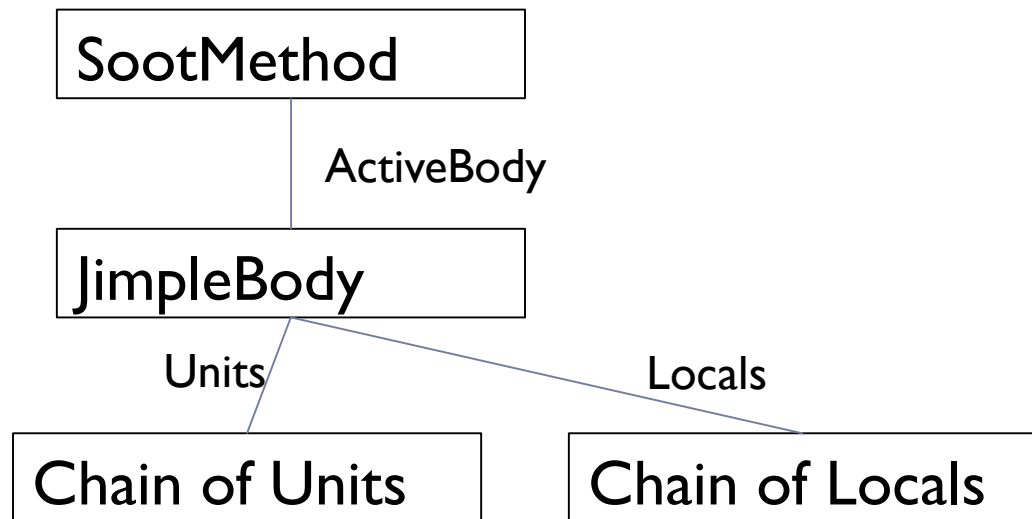 SootMethod
ActiveBody
JimpleBody
Units
Locals
Chain of Units
Chain of Locals